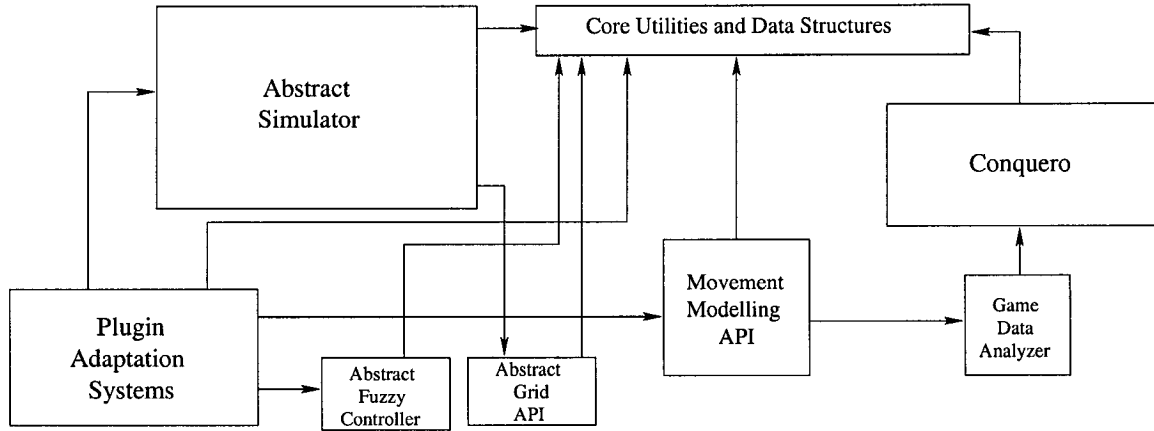 Core Utilities and Data Structures
Abstract
Simulator
Conquero
Plugin
Adaptation
Systems
Abstract
Fuzzy
Controller
Abstract
Grid
API
Movement
Modelling
API
Game
Data
Analyzer